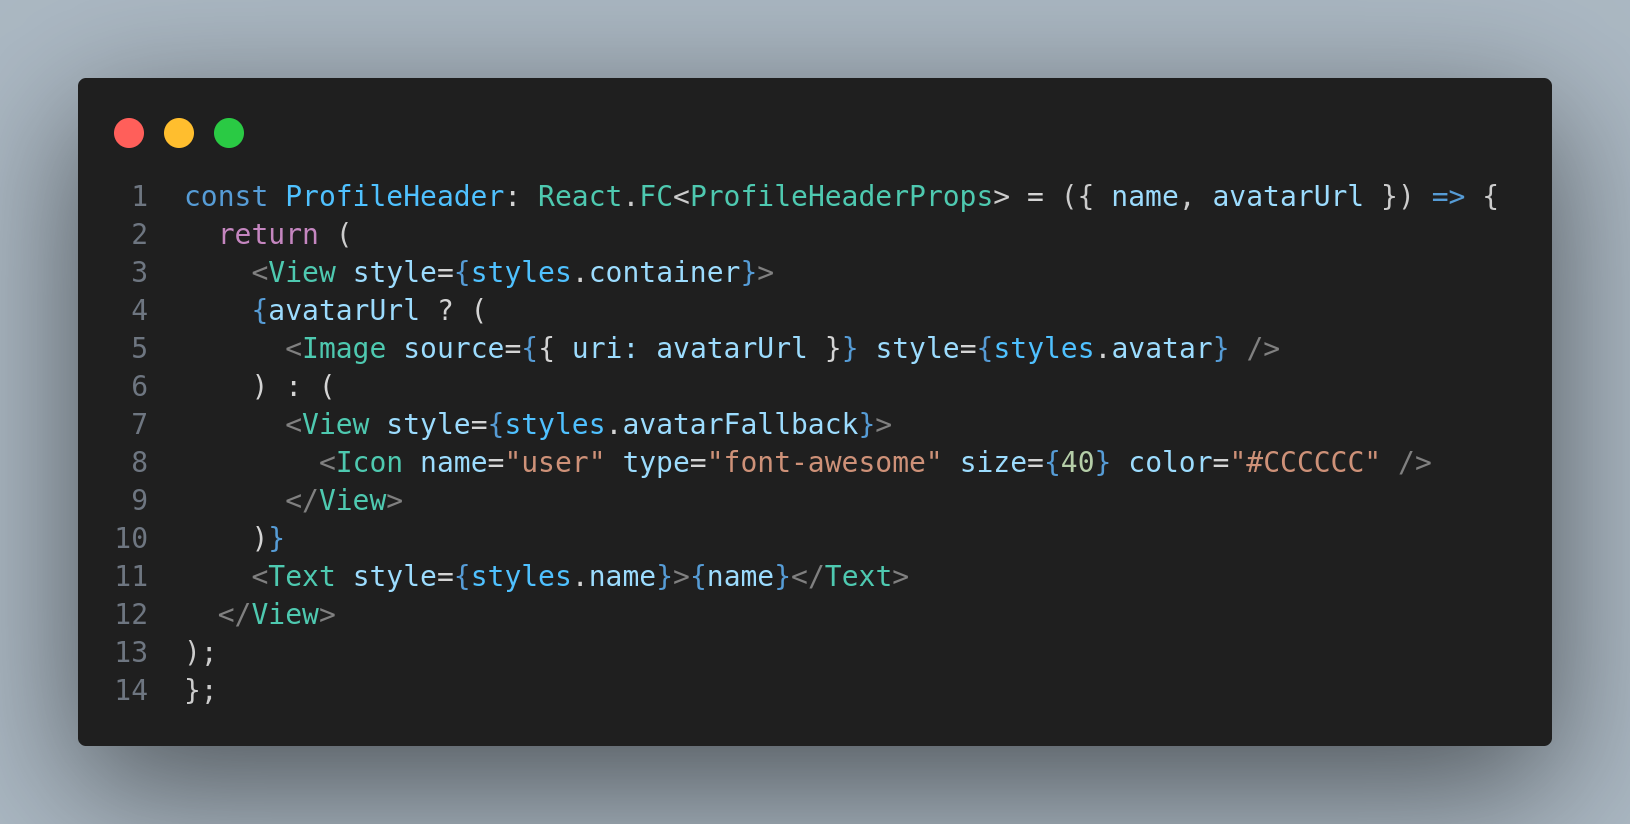 1 const ProfileHeader: React.FC<ProfileHeaderProps> = ({ name, avatarUrl }) => {
2   return (
3     <View style={styles.container}>
4     {avatarUrl ? (
5       <Image source={{ uri: avatarUrl }} style={styles.avatar} />
6     ) : (
7       <View style={styles.avatarFallback}>
8         <Icon name="user" type="font-awesome" size={40} color="#CCCCCC" />
9       </View>
10     )}
11     <Text style={styles.name}>{name}</Text>
12   </View>
13 );
14 };